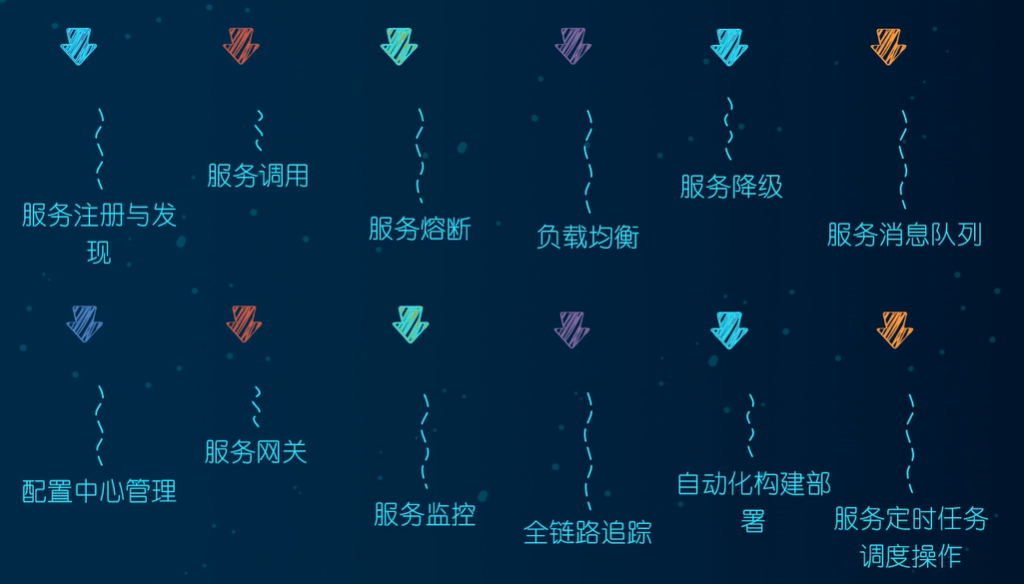 服务注册与发
现
服务调用
服务熔断
负载均衡
服务降级
服务消息队列
配置中心管理
服务网关
服务监控
全链路追踪
自动化构建部
署
服务定时任务
调度操作